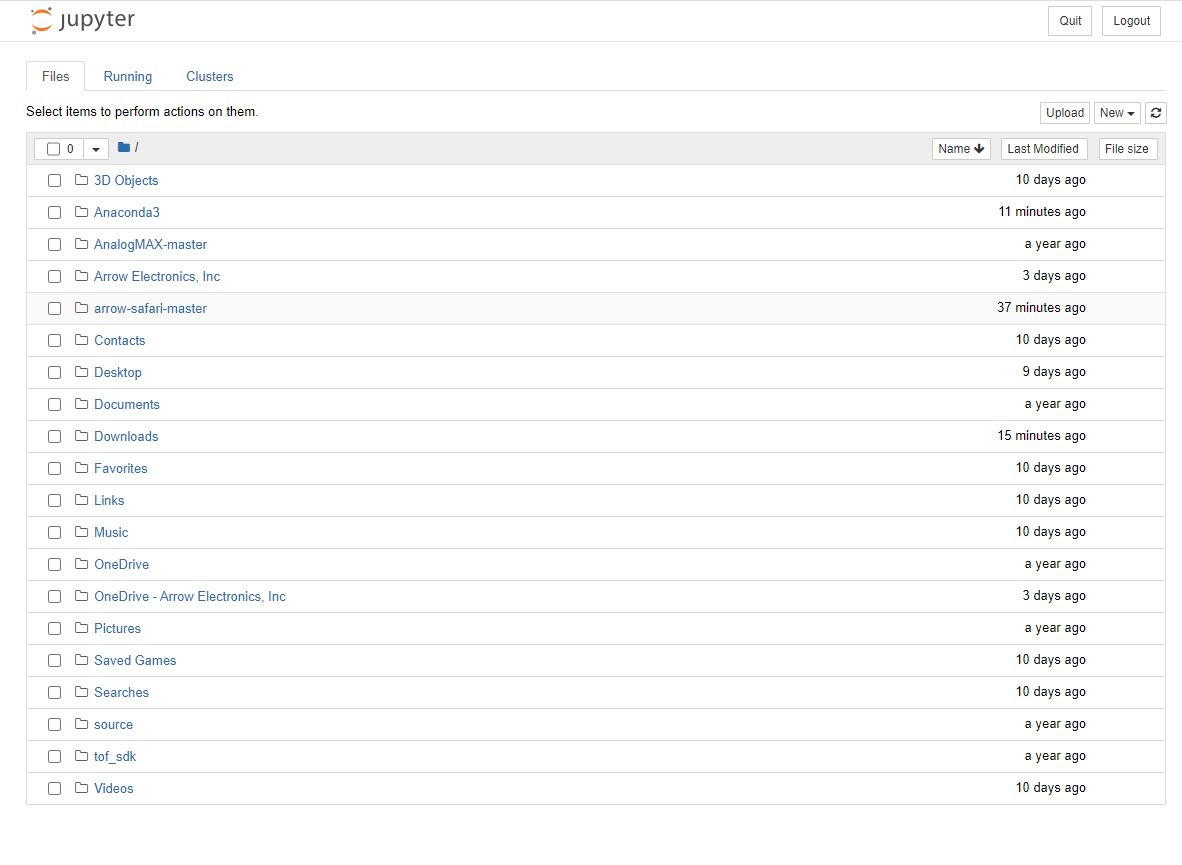 jupyter Quit Logout
Files Running Clusters
Select items to perform actions on them. Upload New
0 / Name Last Modified File size
3D Objects 10 days ago
Anaconda3 11 minutes ago
AnalogMAX-master a year ago
Arrow Electronics, Inc 3 days ago
arrow-safari-master 37 minutes ago
Contacts 10 days ago
Desktop 9 days ago
Documents a year ago
Downloads 15 minutes ago
Favorites 10 days ago
Links 10 days ago
Music 10 days ago
OneDrive a year ago
OneDrive - Arrow Electronics, Inc 3 days ago
Pictures a year ago
Saved Games 10 days ago
Searches 10 days ago
source a year ago
tof_sdk a year ago
Videos 10 days ago